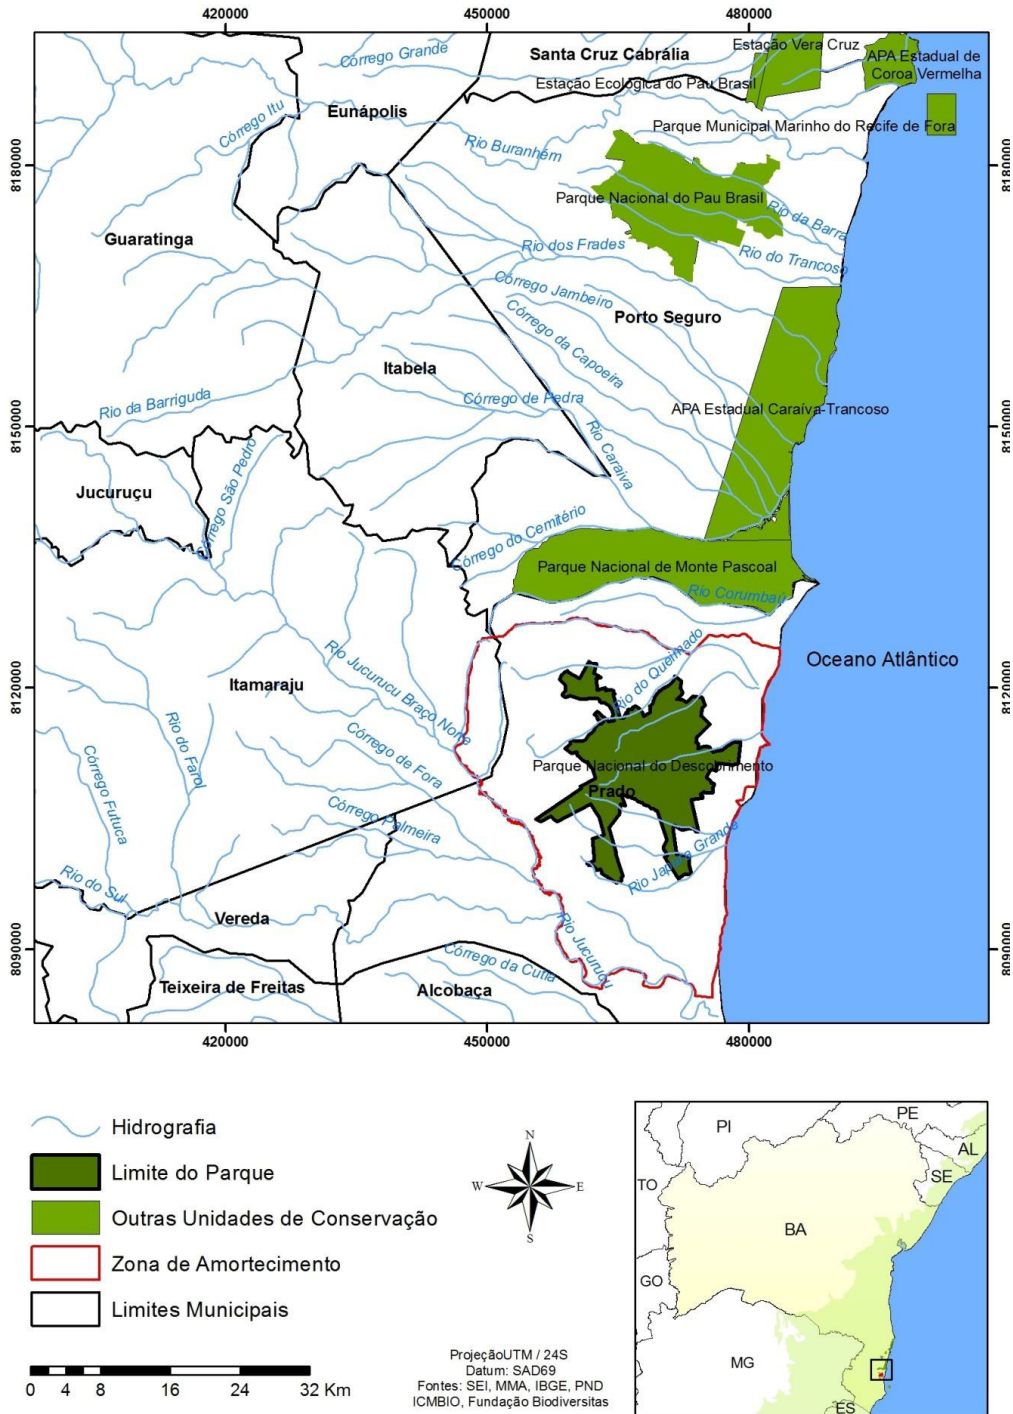 420000
450000
480000
Córrego Grande
Santa Cruz Cabrália
Estação Vera Cruz
APA Estadual de
Coroa Vermelha
Estação Ecológica do Pau Brasil
Córrego Itu
Eunápolis
Parque Municipal Marinho do Recife de Fora
Rio Buranhém
8180000
8180000
Parque Nacional do Pau Brasil
Rio da Barra
Guaratinga
Rio dos Frades
Rio do Trancoso
Córrego Jambeiro
Porto Seguro
Córrego da Capoeira
Itabela
Rio da Barriguda
Córrego de Pedra
APA Estadual Caraíva-Trancoso
8150000
8150000
Rio Caraíva
Córrego São Pedro
Jucuruçu
Córrego do Cemitério
Parque Nacional de Monte Pascoal
Rio Corumbaú
Oceano Atlântico
Rio do Queimado
Rio Jucurucu Braço Norte
Itamaraju
8120000
8120000
Rio do Farol
Córrego de Fora
Parque Nacional do Descobrimento
Prado
Córrego Futuca
Córrego Palmeira
Rio Japara Grande
Rio do Sul
Vereda
Rio Jucuruçu
8090000
8090000
Córrego da Cutia
Teixeira de Freitas
Alcobaça
420000
450000
480000
Hidrografia
Limite do Parque
Outras Unidades de Conservação
Zona de Amortecimento
Limites Municipais
N
W
E
S
0 4 8 16 24 32 Km
ProjeçãoUTM / 24S
Datum: SAD69
Fontes: SEI, MMA, IBGE, PND
ICMBIO, Fundação Biodiversitas
PE
PI
AL
SE
TO
BA
GO
MG
ES